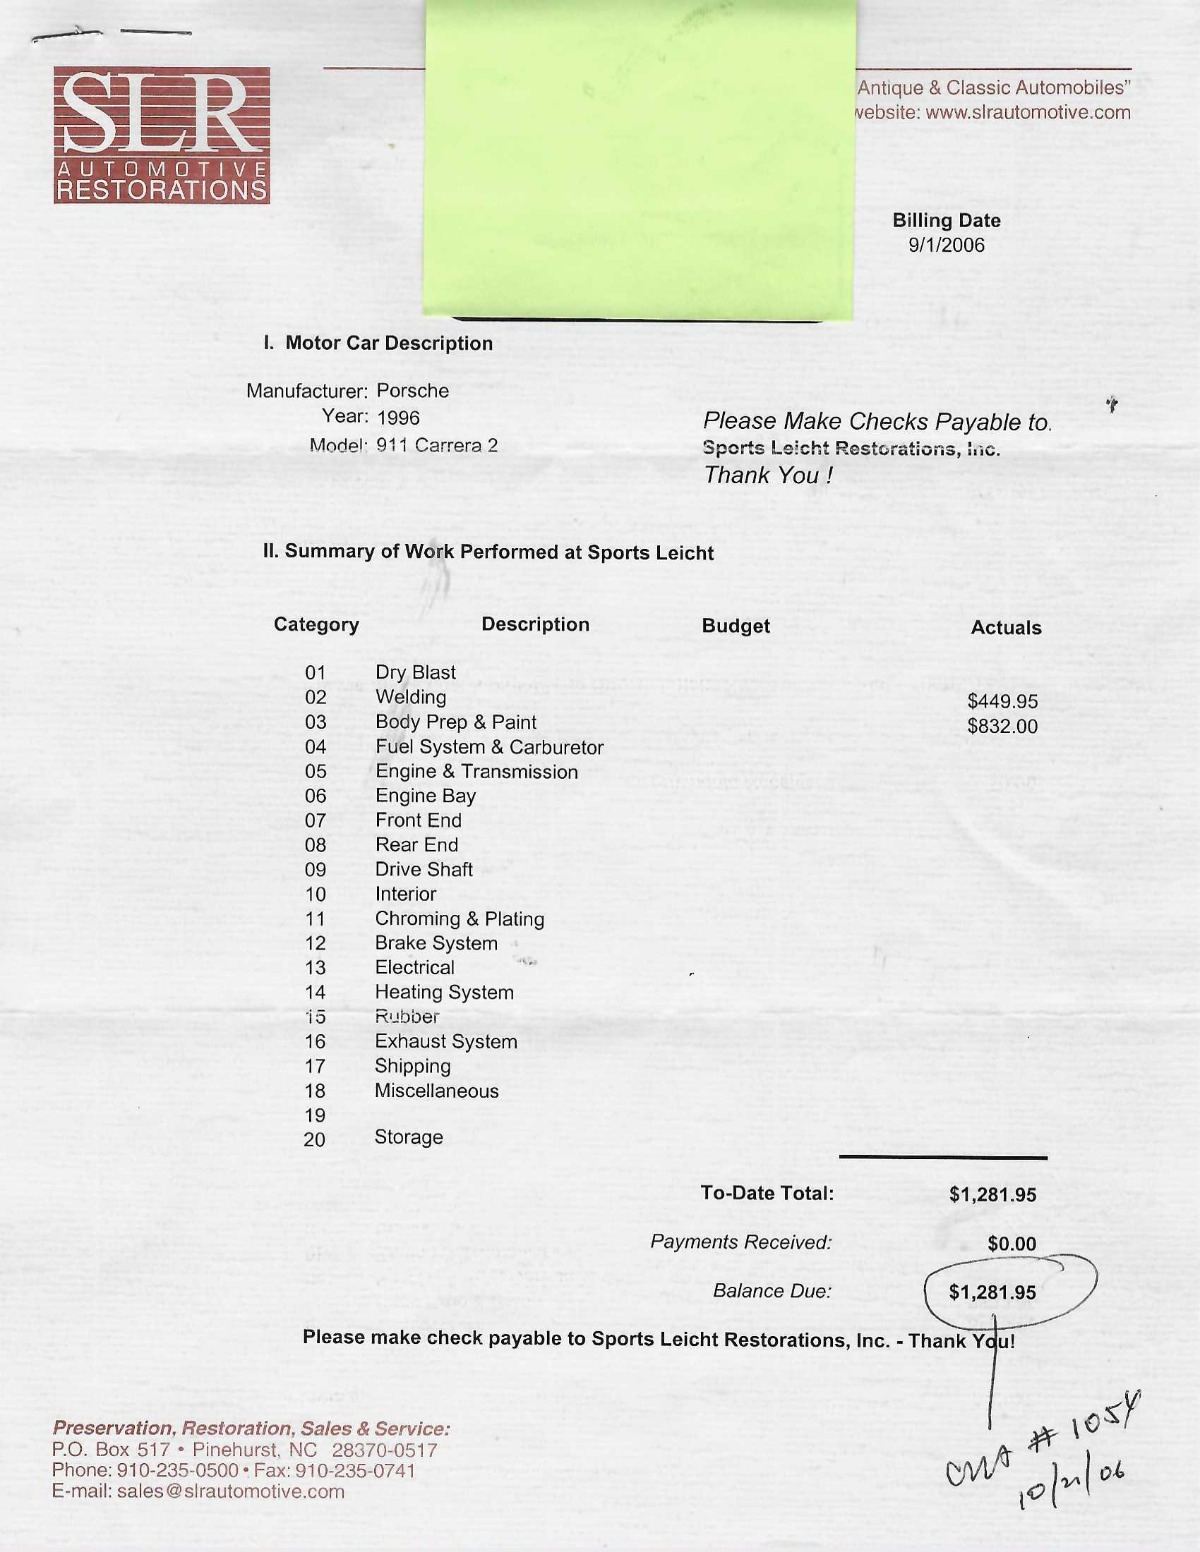 SLR
AUTOMOTIVE
RESTORATIONS
Antique & Classic Automobiles”
website: www.slrautomotive.com
Billing Date
9/1/2006
I. Motor Car Description
Manufacturer: Porsche
Year: 1996
Model: 911 Carrera 2
Please Make Checks Payable to.
Sports Leicht Restorations, Inc.
Thank You !
II. Summary of Work Performed at Sports Leicht
Category Description Budget Actuals
01 Dry Blast
02 Welding $449.95
03 Body Prep & Paint $832.00
04 Fuel System & Carburetor
05 Engine & Transmission
06 Engine Bay
07 Front End
08 Rear End
09 Drive Shaft
10 Interior
11 Chroming & Plating
12 Brake System
13 Electrical
14 Heating System
15 Rubber
16 Exhaust System
17 Shipping
18 Miscellaneous
19
20 Storage
To-Date Total: $1,281.95
Payments Received: $0.00
Balance Due: $1,281.95
Please make check payable to Sports Leicht Restorations, Inc. - Thank You!
# 1054
10/21/06
Preservation, Restoration, Sales & Service:
P.O. Box 517 • Pinehurst, NC 28370-0517
Phone: 910-235-0500 • Fax: 910-235-0741
E-mail: sales@slrautomotive.com